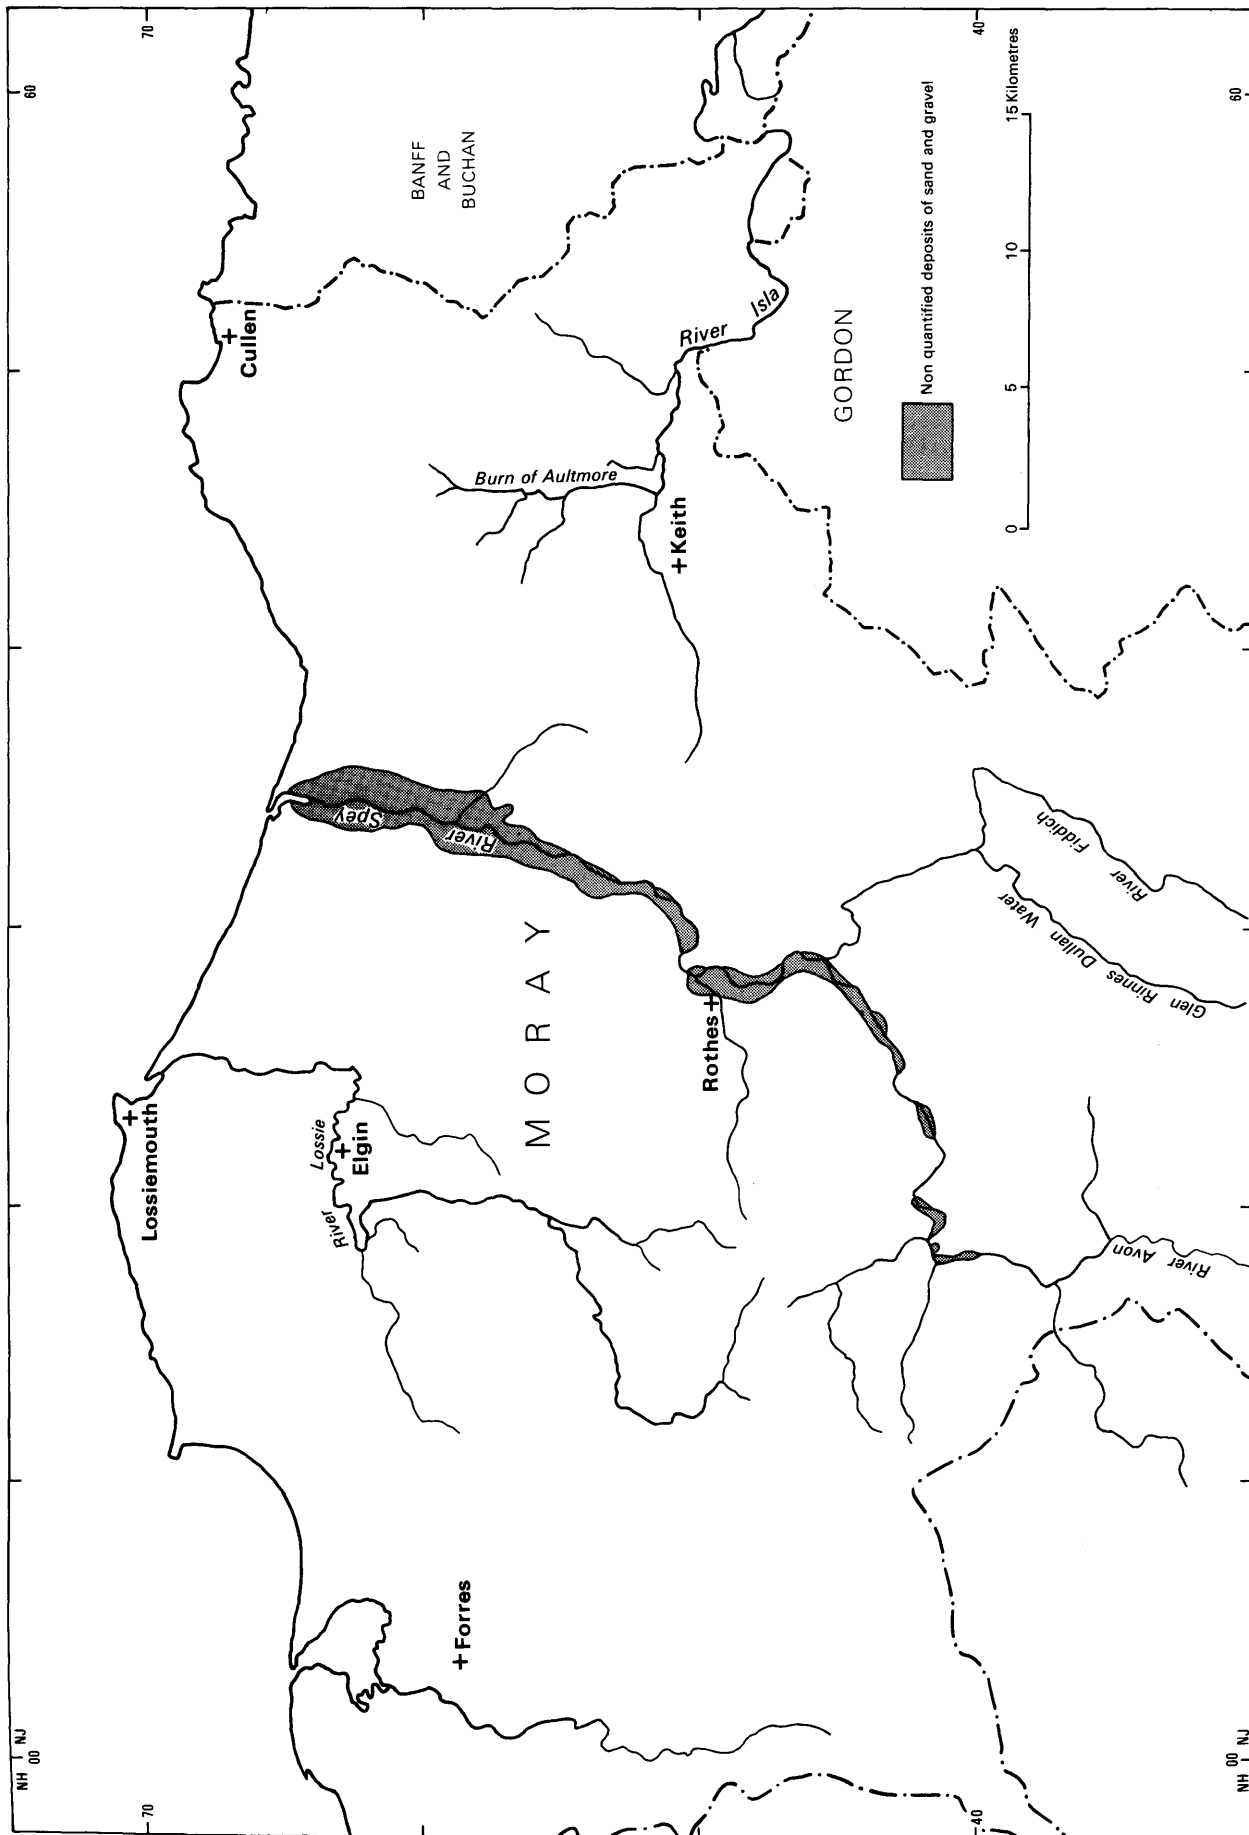 NH | NJ
00
60
70
70
40
40
NH | NJ
00
60
BANFF
AND
BUCHAN
Cullen
Lossiemouth
River
Lossie
Elgin
Forres
River
Spey
MORAY
Burn of Aultmore
Keith
River
Isla
GORDON
Rothes
River
Fiddich
Glen Rinnes Dullan Water
River Avon
Non quantified deposits of sand and gravel
0
5
10
15 Kilometres